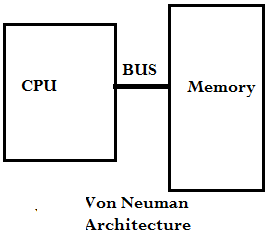 BUS
CPU
Memory
Von Neuman
Architecture